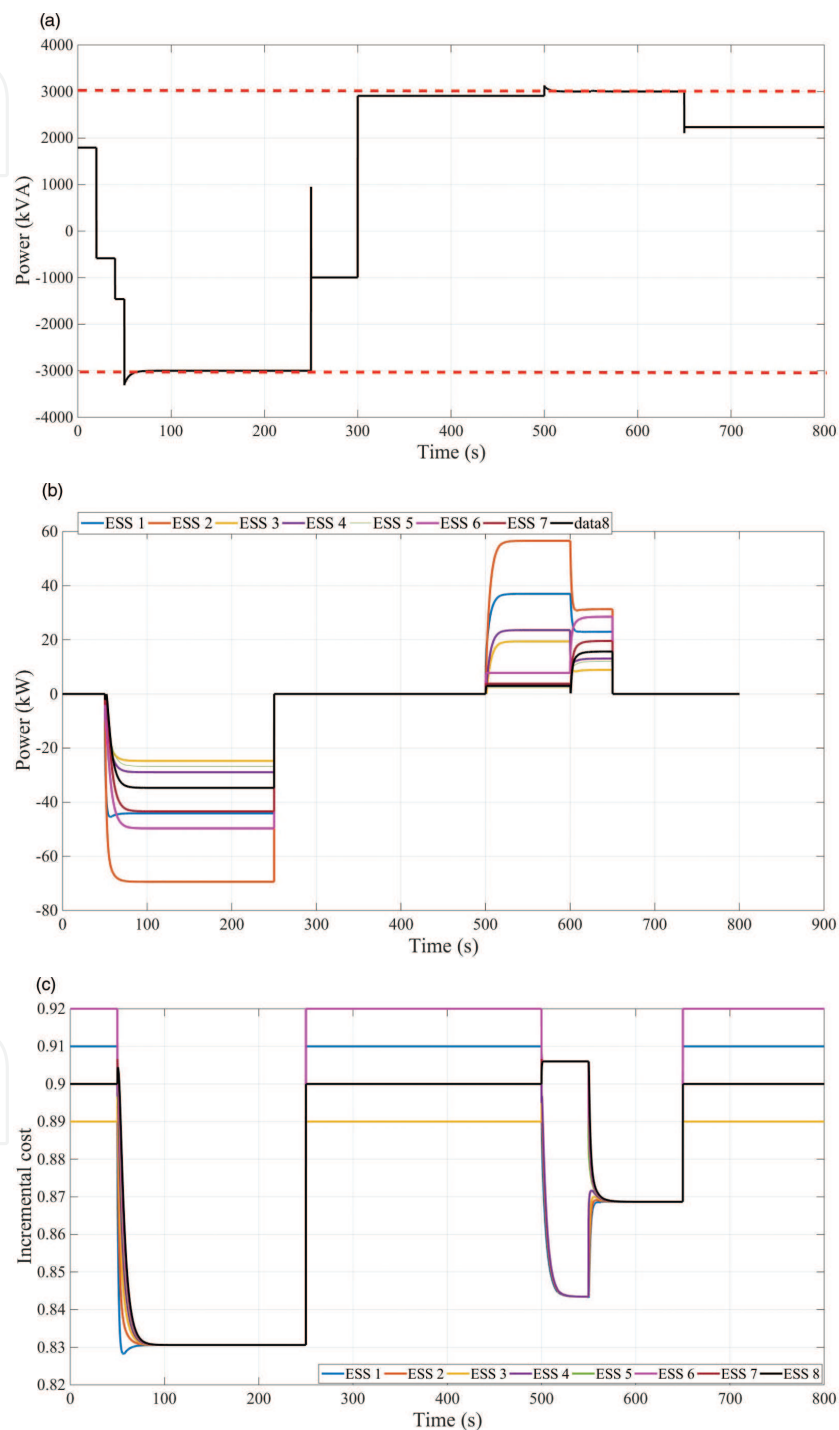 (a)
4000
3000
2000
1000
0
-1000
-2000
-3000
-4000
Power (kVA)
100 200 300 400 500 600 700 800
Time (s)
(b)
ESS 1 ESS 2 ESS 3 ESS 4 ESS 5 ESS 6 ESS 7 data8
60
40
20
0
-20
-40
-60
-80
Power (kW)
0 100 200 300 400 500 600 700 800 900
Time (s)
(c)
0.92
0.91
0.9
0.89
0.88
0.87
0.86
0.85
0.84
0.83
0.82
Incremental cost
ESS 1 ESS 2 ESS 3 ESS 4 ESS 5 ESS 6 ESS 7 ESS 8
0 100 200 300 400 500 600 700 800
Time (s)